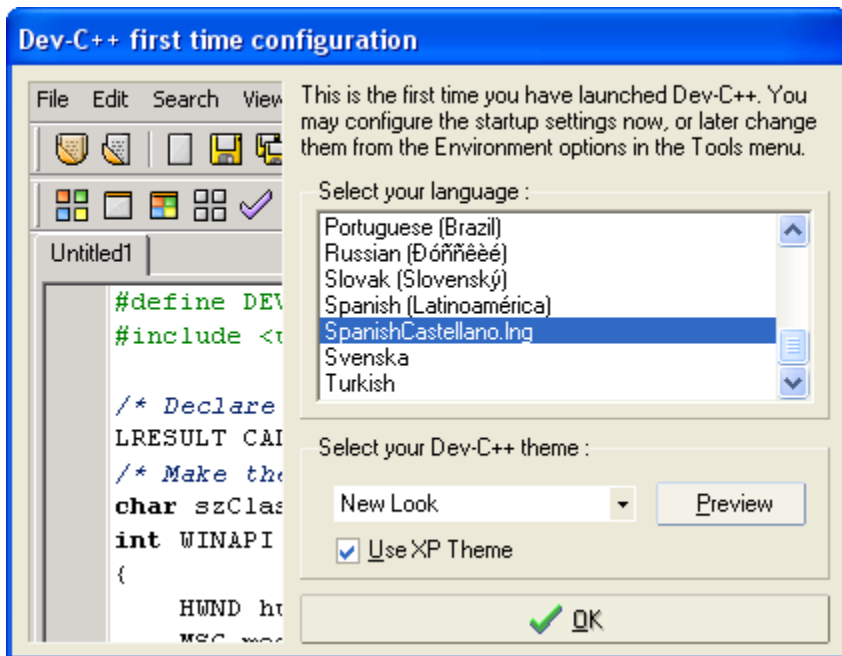 Dev-C++ first time configuration
File Edit Search View
This is the first time you have launched Dev-C++. You
may configure the startup settings now, or later change
them from the Environment options in the Tools menu.
Select your language :
Portuguese (Brazil)
Russian (Ðóññêèé)
Slovak (Slovenský)
Spanish (Latinoamérica)
SpanishCastellano.lng
Svenska
Turkish
Untitled1
#define DEV
#include <
/* Declare
LRESULT CAL
/* Make the
char szClas
int WINAPI
{
HWND
Select your Dev-C++ theme :
New Look
Preview
Use XP Theme
OK